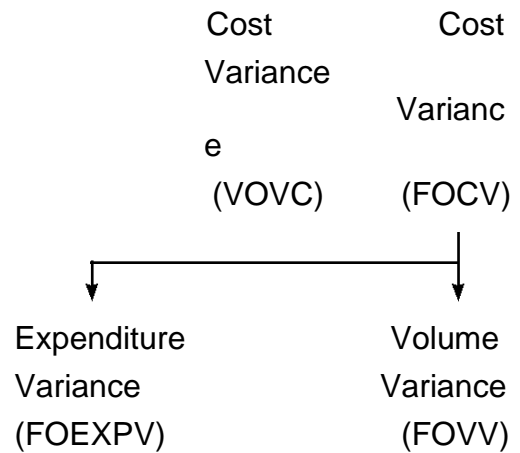 Cost Cost
Variance
Varianc
e
(VOVC) (FOCV)
Expenditure Volume
Variance Variance
(FOEXPV) (FOVV)